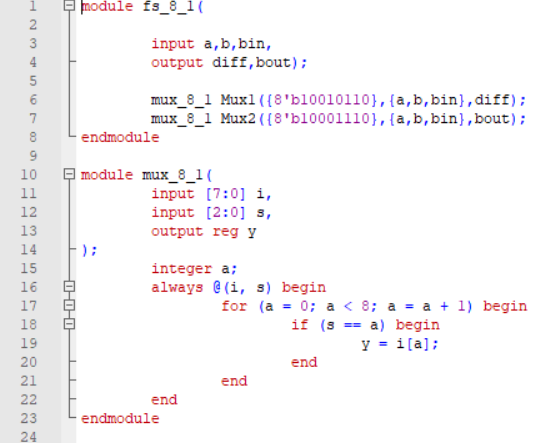 1 module fs_8_1(
2
3 input a,b,bin,
4 output diff,bout);
5
6 mux_8_1 Mux1({8'b10010110},{a,b,bin},diff);
7 mux_8_1 Mux2({8'b10001110},{a,b,bin},bout);
8 endmodule
9
10 module mux_8_1(
11 input [7:0] i,
12 input [2:0] s,
13 output reg y
14 );
15 integer a;
16 always @(i, s) begin
17 for (a = 0; a < 8; a = a + 1) begin
18 if (s == a) begin
19 y = i[a];
20 end
21 end
22 end
23 endmodule
24